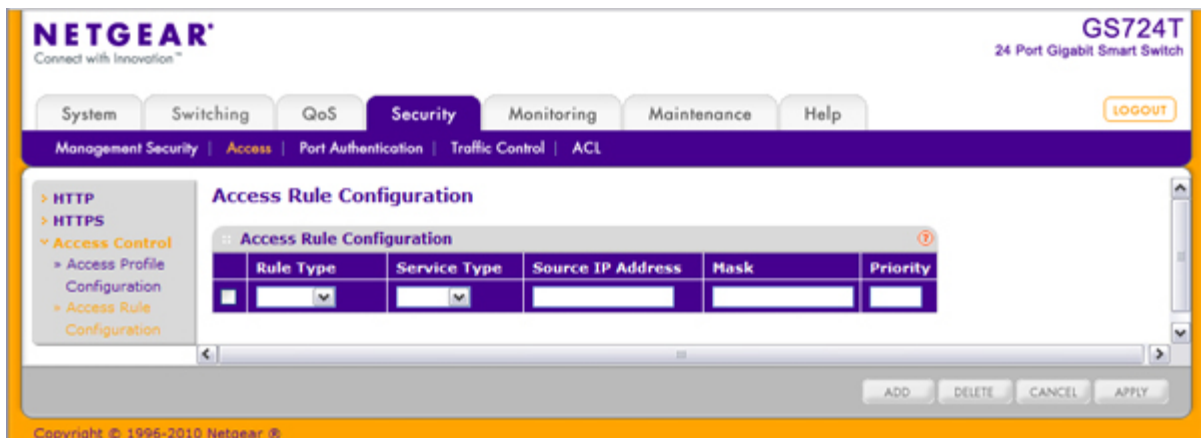 NETGEAR®
Connect with Innovation™
GS724T
24 Port Gigabit Smart Switch
System Switching QoS Security Monitoring Maintenance Help LOGOUT
Management Security | Access | Port Authentication | Traffic Control | ACL
HTTP
HTTPS
Access Control
Access Profile
Configuration
Access Rule
Configuration
Access Rule Configuration
Access Rule Configuration ?
Rule Type Service Type Source IP Address Mask Priority
ADD DELETE CANCEL APPLY
Copyright © 1996-2010 Netgear ®